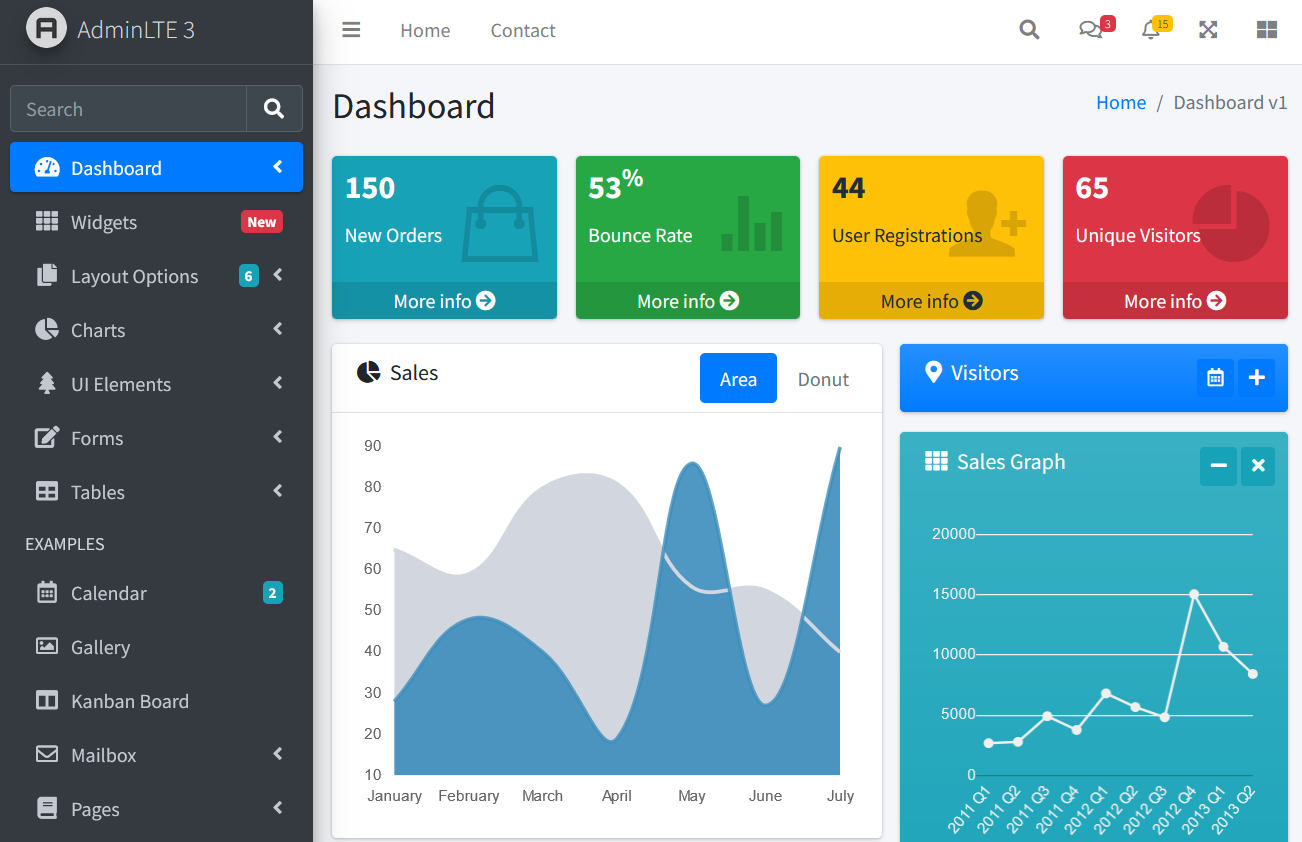 AdminLTE 3
Search
Dashboard
Widgets New
Layout Options 6
Charts
UI Elements
Forms
Tables
EXAMPLES
Calendar 2
Gallery
Kanban Board
Mailbox
Pages
Home Contact 3 15
Dashboard
Home / Dashboard v1
150
New Orders
More info
53%
Bounce Rate
More info
44
User Registrations
More info
65
Unique Visitors
More info
Sales
Area Donut
90
80
70
60
50
40
30
20
10
January February March April May June July
Visitors
Sales Graph
20000
15000
10000
5000
0
2011 Q1 2011 Q2 2011 Q3 2011 Q4 2012 Q1 2012 Q2 2012 Q3 2012 Q4 2013 Q1 2013 Q2